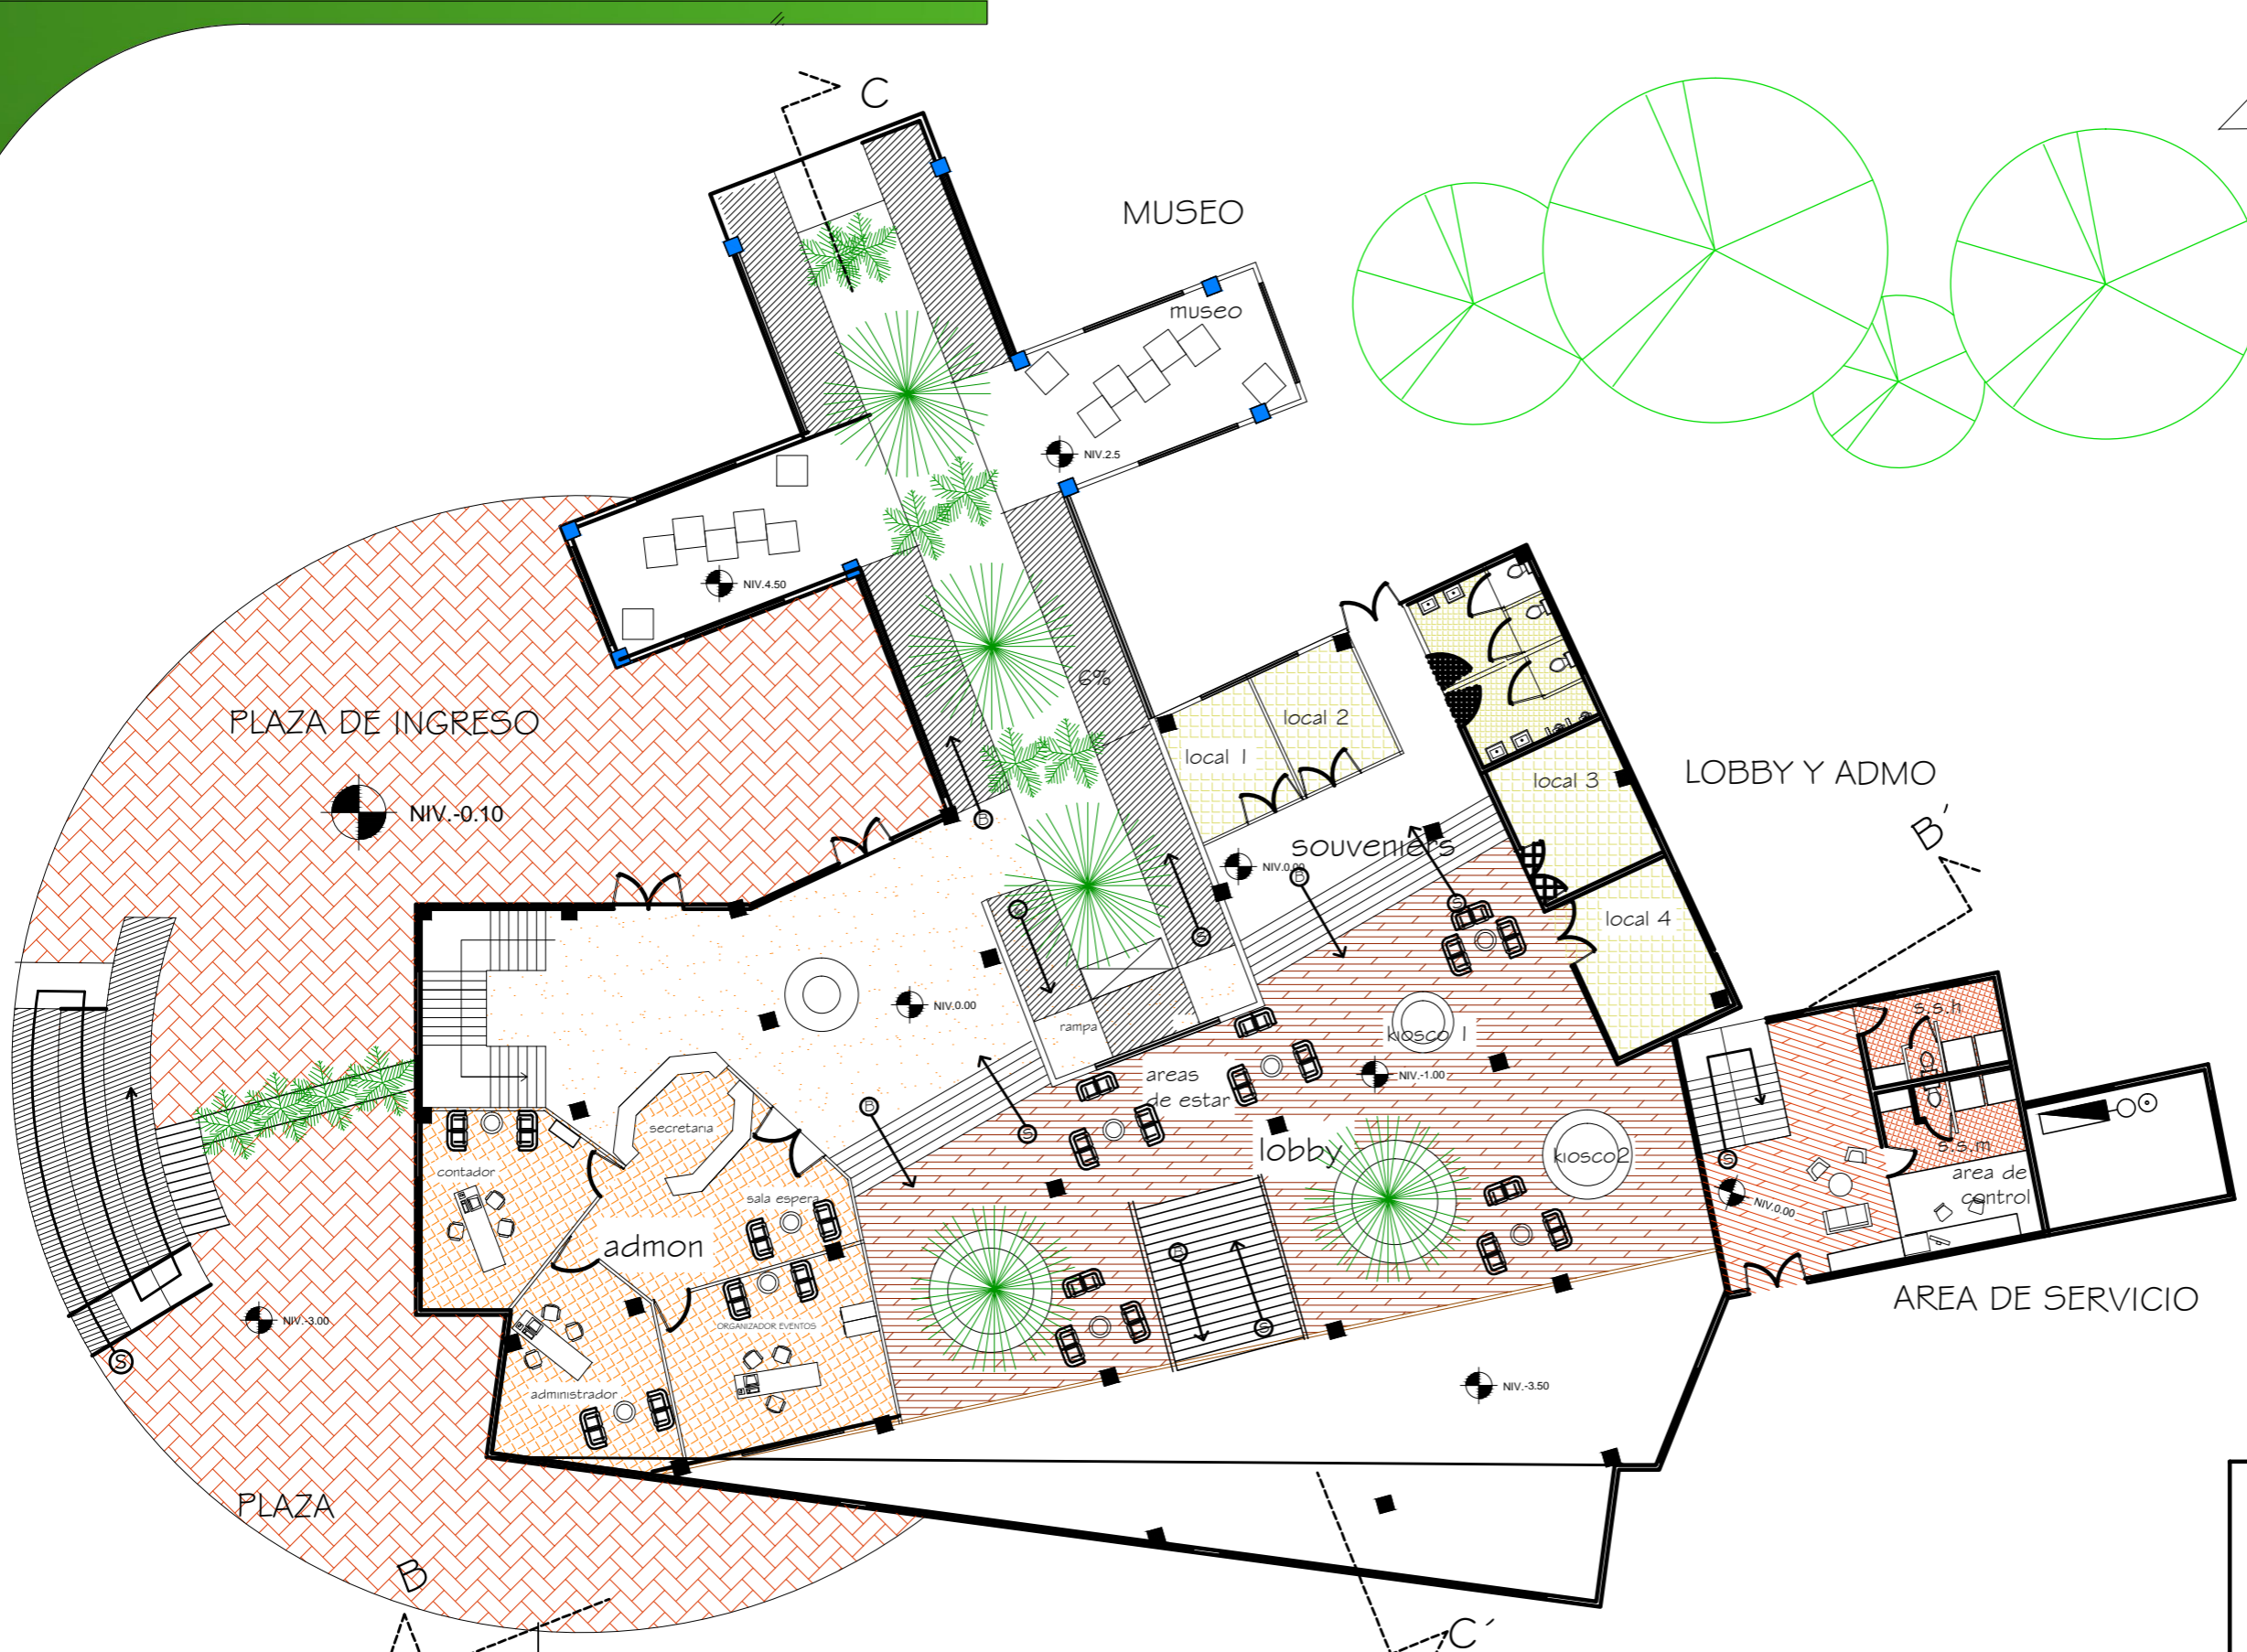 C
MUSEO
museo
NIV.2.5
NIV.4.50
6%
PLAZA DE INGRESO
NIV.-0.10
local 1
local 2
local 3
LOBBY Y ADMO
B´
souveniers
NIV.0.00
B
B
S
S
S
local 4
NIV.0.00
rampa
kiosco 1
NIV.-1.00
areas
de estar
s.s.h
B
S
secretaria
lobby
kiosco2
s.s.m
S
contador
area de
control
sala espera
NIV.0.00
admon
B
S
AREA DE SERVICIO
NIV.-3.00
ORGANIZADOR EVENTOS
S
administrador
NIV.-3.50
PLAZA
B
C´